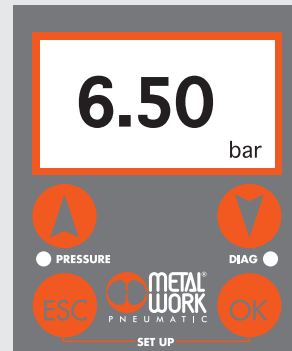 6.50
bar
PRESSURE
DIAG
ESC
METAL®
WORK
PNEUMATIC
OK
SET UP